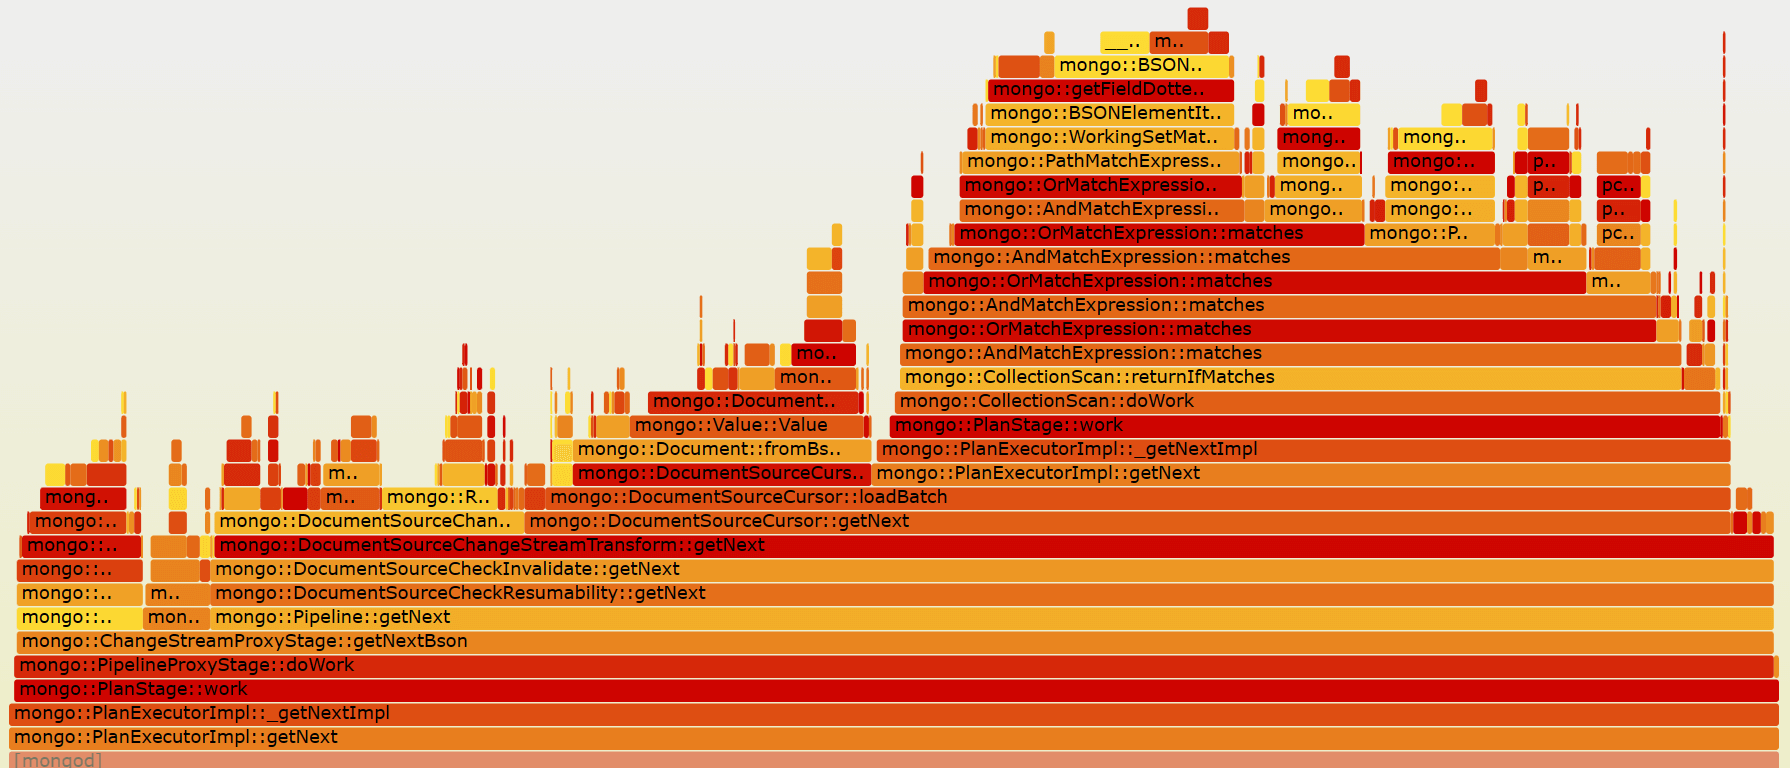 __.. m..
mongo::BSON..
mongo::getFieldDotte..
mongo::BSONElementIt.. mo..
mongo::WorkingSetMat.. mong.. mong..
mongo::PathMatchExpress.. mongo.. mongo:.. p..
mongo::OrMatchExpressio.. mong.. mongo:.. p.. pc..
mongo::AndMatchExpressi.. mongo.. mongo:.. p..
mongo::OrMatchExpression::matches mongo::P.. pc..
mongo::AndMatchExpression::matches m..
mongo::OrMatchExpression::matches m..
mongo::AndMatchExpression::matches
mongo::OrMatchExpression::matches
mo.. mongo::AndMatchExpression::matches
mon.. mongo::CollectionScan::returnIfMatches
mongo::Document.. mongo::CollectionScan::doWork
mongo::Value::Value mongo::PlanStage::work
mongo::Document::fromBs.. mongo::PlanExecutorImpl::_getNextImpl
m.. mongo::DocumentSourceCurs.. mongo::PlanExecutorImpl::getNext
mong.. m.. mongo::R.. mongo::DocumentSourceCursor::loadBatch
mongo:.. mongo::DocumentSourceChan.. mongo::DocumentSourceCursor::getNext
mongo::.. mongo::DocumentSourceChangeStreamTransform::getNext
mongo::.. mongo::DocumentSourceCheckInvalidate::getNext
mongo::.. m.. mongo::DocumentSourceCheckResumability::getNext
mongo::.. mon.. mongo::Pipeline::getNext
mongo::ChangeStreamProxyStage::getNextBson
mongo::PipelineProxyStage::doWork
mongo::PlanStage::work
mongo::PlanExecutorImpl::_getNextImpl
mongo::PlanExecutorImpl::getNext
[mongod]